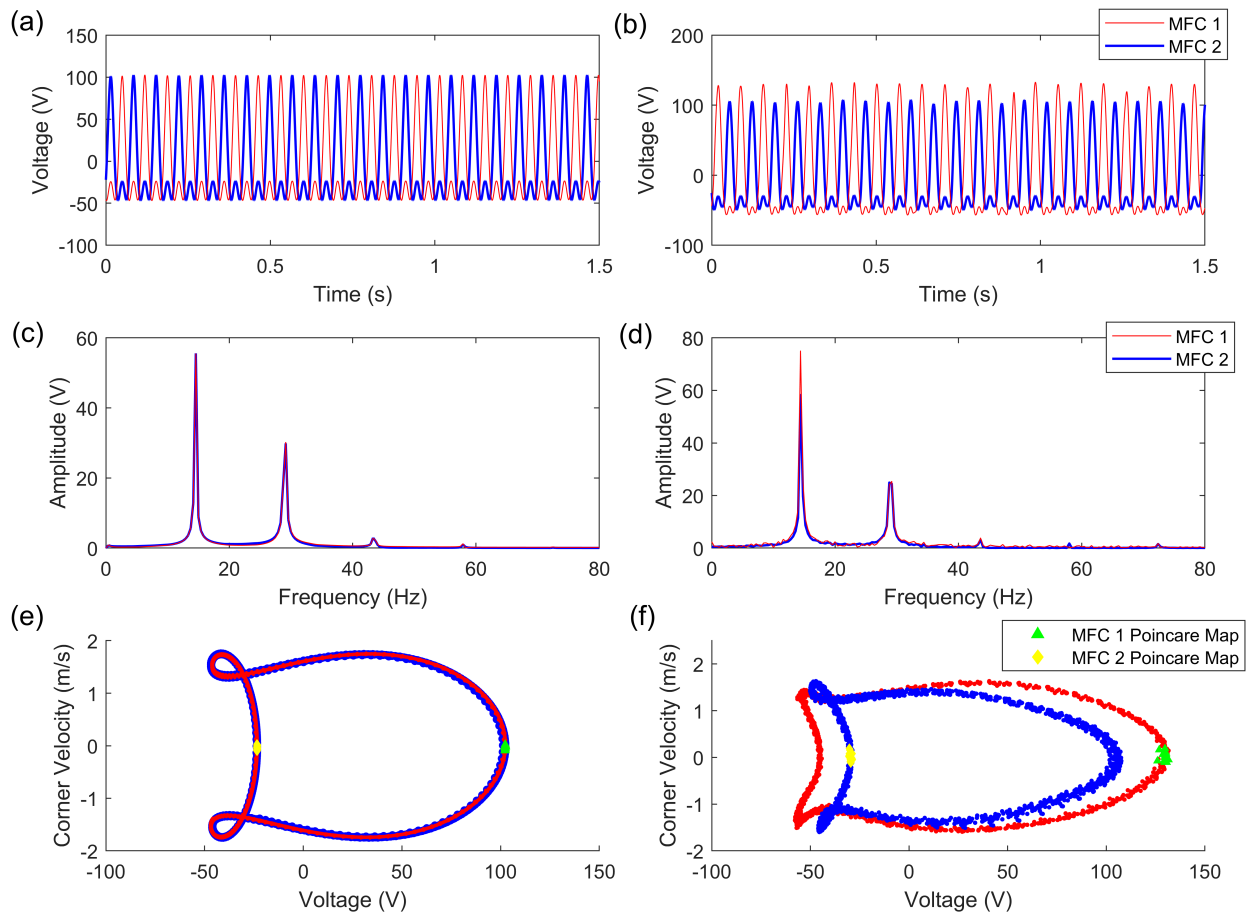 (a)
150
100
50
0
-50
-100
Voltage (V)
0
0.5
1
1.5
Time (s)
(b)
MFC 1
MFC 2
200
100
0
-100
Voltage (V)
0
0.5
1
1.5
Time (s)
(c)
60
40
20
0
Amplitude (V)
0
20
40
60
80
Frequency (Hz)
(d)
MFC 1
MFC 2
80
60
40
20
0
Amplitude (V)
0
20
40
60
80
Frequency (Hz)
(e)
2
1
0
-1
-2
Corner Velocity (m/s)
-100
-50
0
50
100
150
Voltage (V)
(f)
MFC 1 Poincare Map
MFC 2 Poincare Map
2
1
0
-1
-2
Corner Velocity (m/s)
-100
-50
0
50
100
150
Voltage (V)